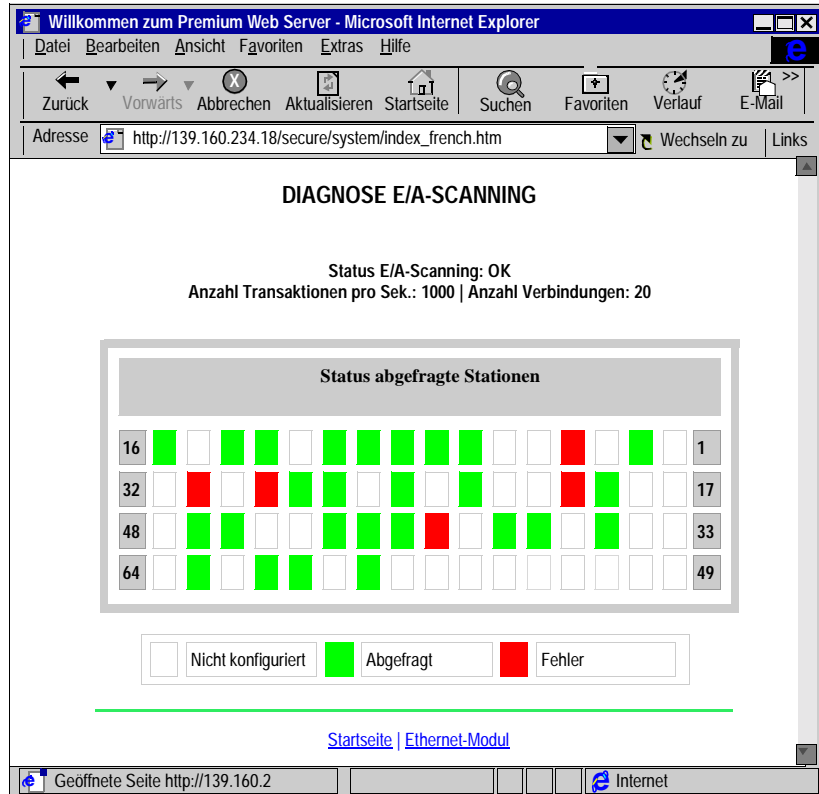 Willkommen zum Premium Web Server - Microsoft Internet Explorer
Datei Bearbeiten Ansicht Favoriten Extras Hilfe
Zurück Vorwärts Abbrechen Aktualisieren Startseite Suchen Favoriten Verlauf E-Mail >>
Adresse http://139.160.234.18/secure/system/index_french.htm Wechseln zu Links
DIAGNOSE E/A-SCANNING
Status E/A-Scanning: OK
Anzahl Transaktionen pro Sek.: 1000 | Anzahl Verbindungen: 20
Status abgefragte Stationen
16 1
32 17
48 33
64 49
Nicht konfiguriert Abgefragt Fehler
Startseite | Ethernet-Modul
Geöffnete Seite http://139.160.2 Internet